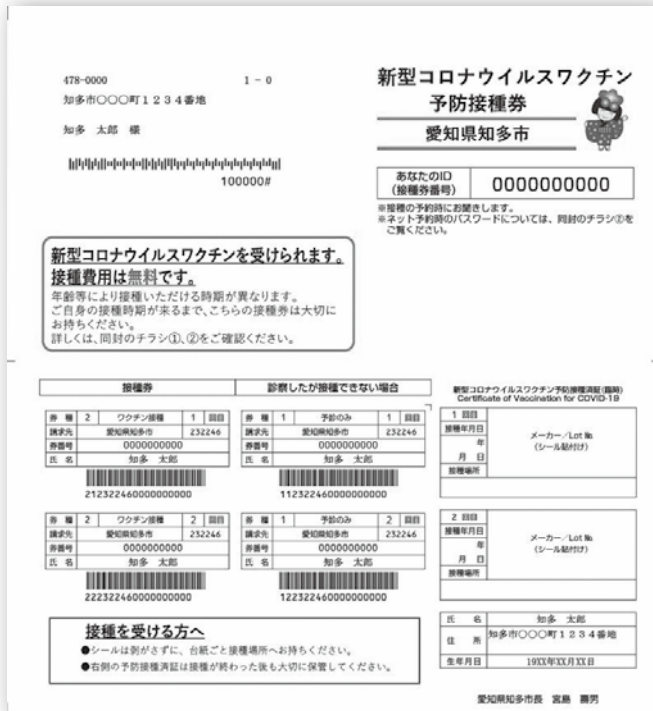 478-0000 1 - 0
知多市○○○町１２３４番地
知多 太郎 様
100000#
新型コロナウイルスワクチン
予防接種券
愛知県知多市
あなたのID
(接種券番号)
0000000000
※接種の予約時にお聞きします。
※ネット予約時のパスワードについては、同封のチラシ②を
ご覧ください。
新型コロナウイルスワクチンを受けられます。
接種費用は無料です。
年齢等により接種いただける時期が異なります。
ご自身の接種時期が来るまで、こちらの接種券は大切に
お持ちください。
詳しくは、同封のチラシ①、②をご確認ください。
接種券
券 種 2 ワクチン接種 1 回目
請求先 愛知県知多市 232246
券番号 0000000000
氏 名 知多 太郎
212322460000000000
券 種 2 ワクチン接種 2 回目
請求先 愛知県知多市 232246
券番号 0000000000
氏 名 知多 太郎
222322460000000000
診察したが接種できない場合
券 種 1 予診のみ 1 回目
請求先 愛知県知多市 232246
券番号 0000000000
氏 名 知多 太郎
112322460000000000
券 種 1 予診のみ 2 回目
請求先 愛知県知多市 232246
券番号 0000000000
氏 名 知多 太郎
122322460000000000
新型コロナウイルスワクチン予防接種済証(臨時)
Certificate of Vaccination for COVID-19
1 回目
接種年月日
年
月 日
接種場所
メーカー／Lot №
(シール貼付け)
2 回目
接種年月日
年
月 日
接種場所
メーカー／Lot №
(シール貼付け)
氏 名 知多 太郎
住 所 知多市○○○町１２３４番地
生年月日 19XX年XX月XX日
愛知県知多市長 宮島 壽男
接種を受ける方へ
●シールは剥がさずに、台紙ごと接種場所へお持ちください。
●右側の予防接種済証は接種が終わった後も大切に保管してください。